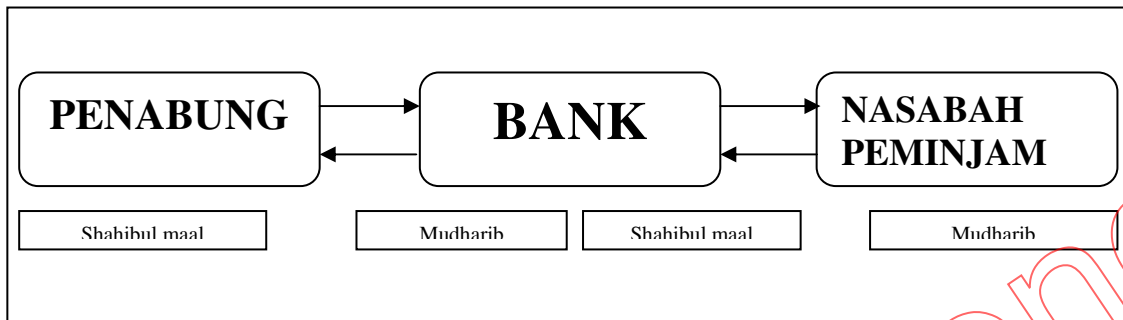 PENABUNG
BANK
NASABAH
PEMINJAM
Shahibul maal
Mudharib
Shahibul maal
Mudharib